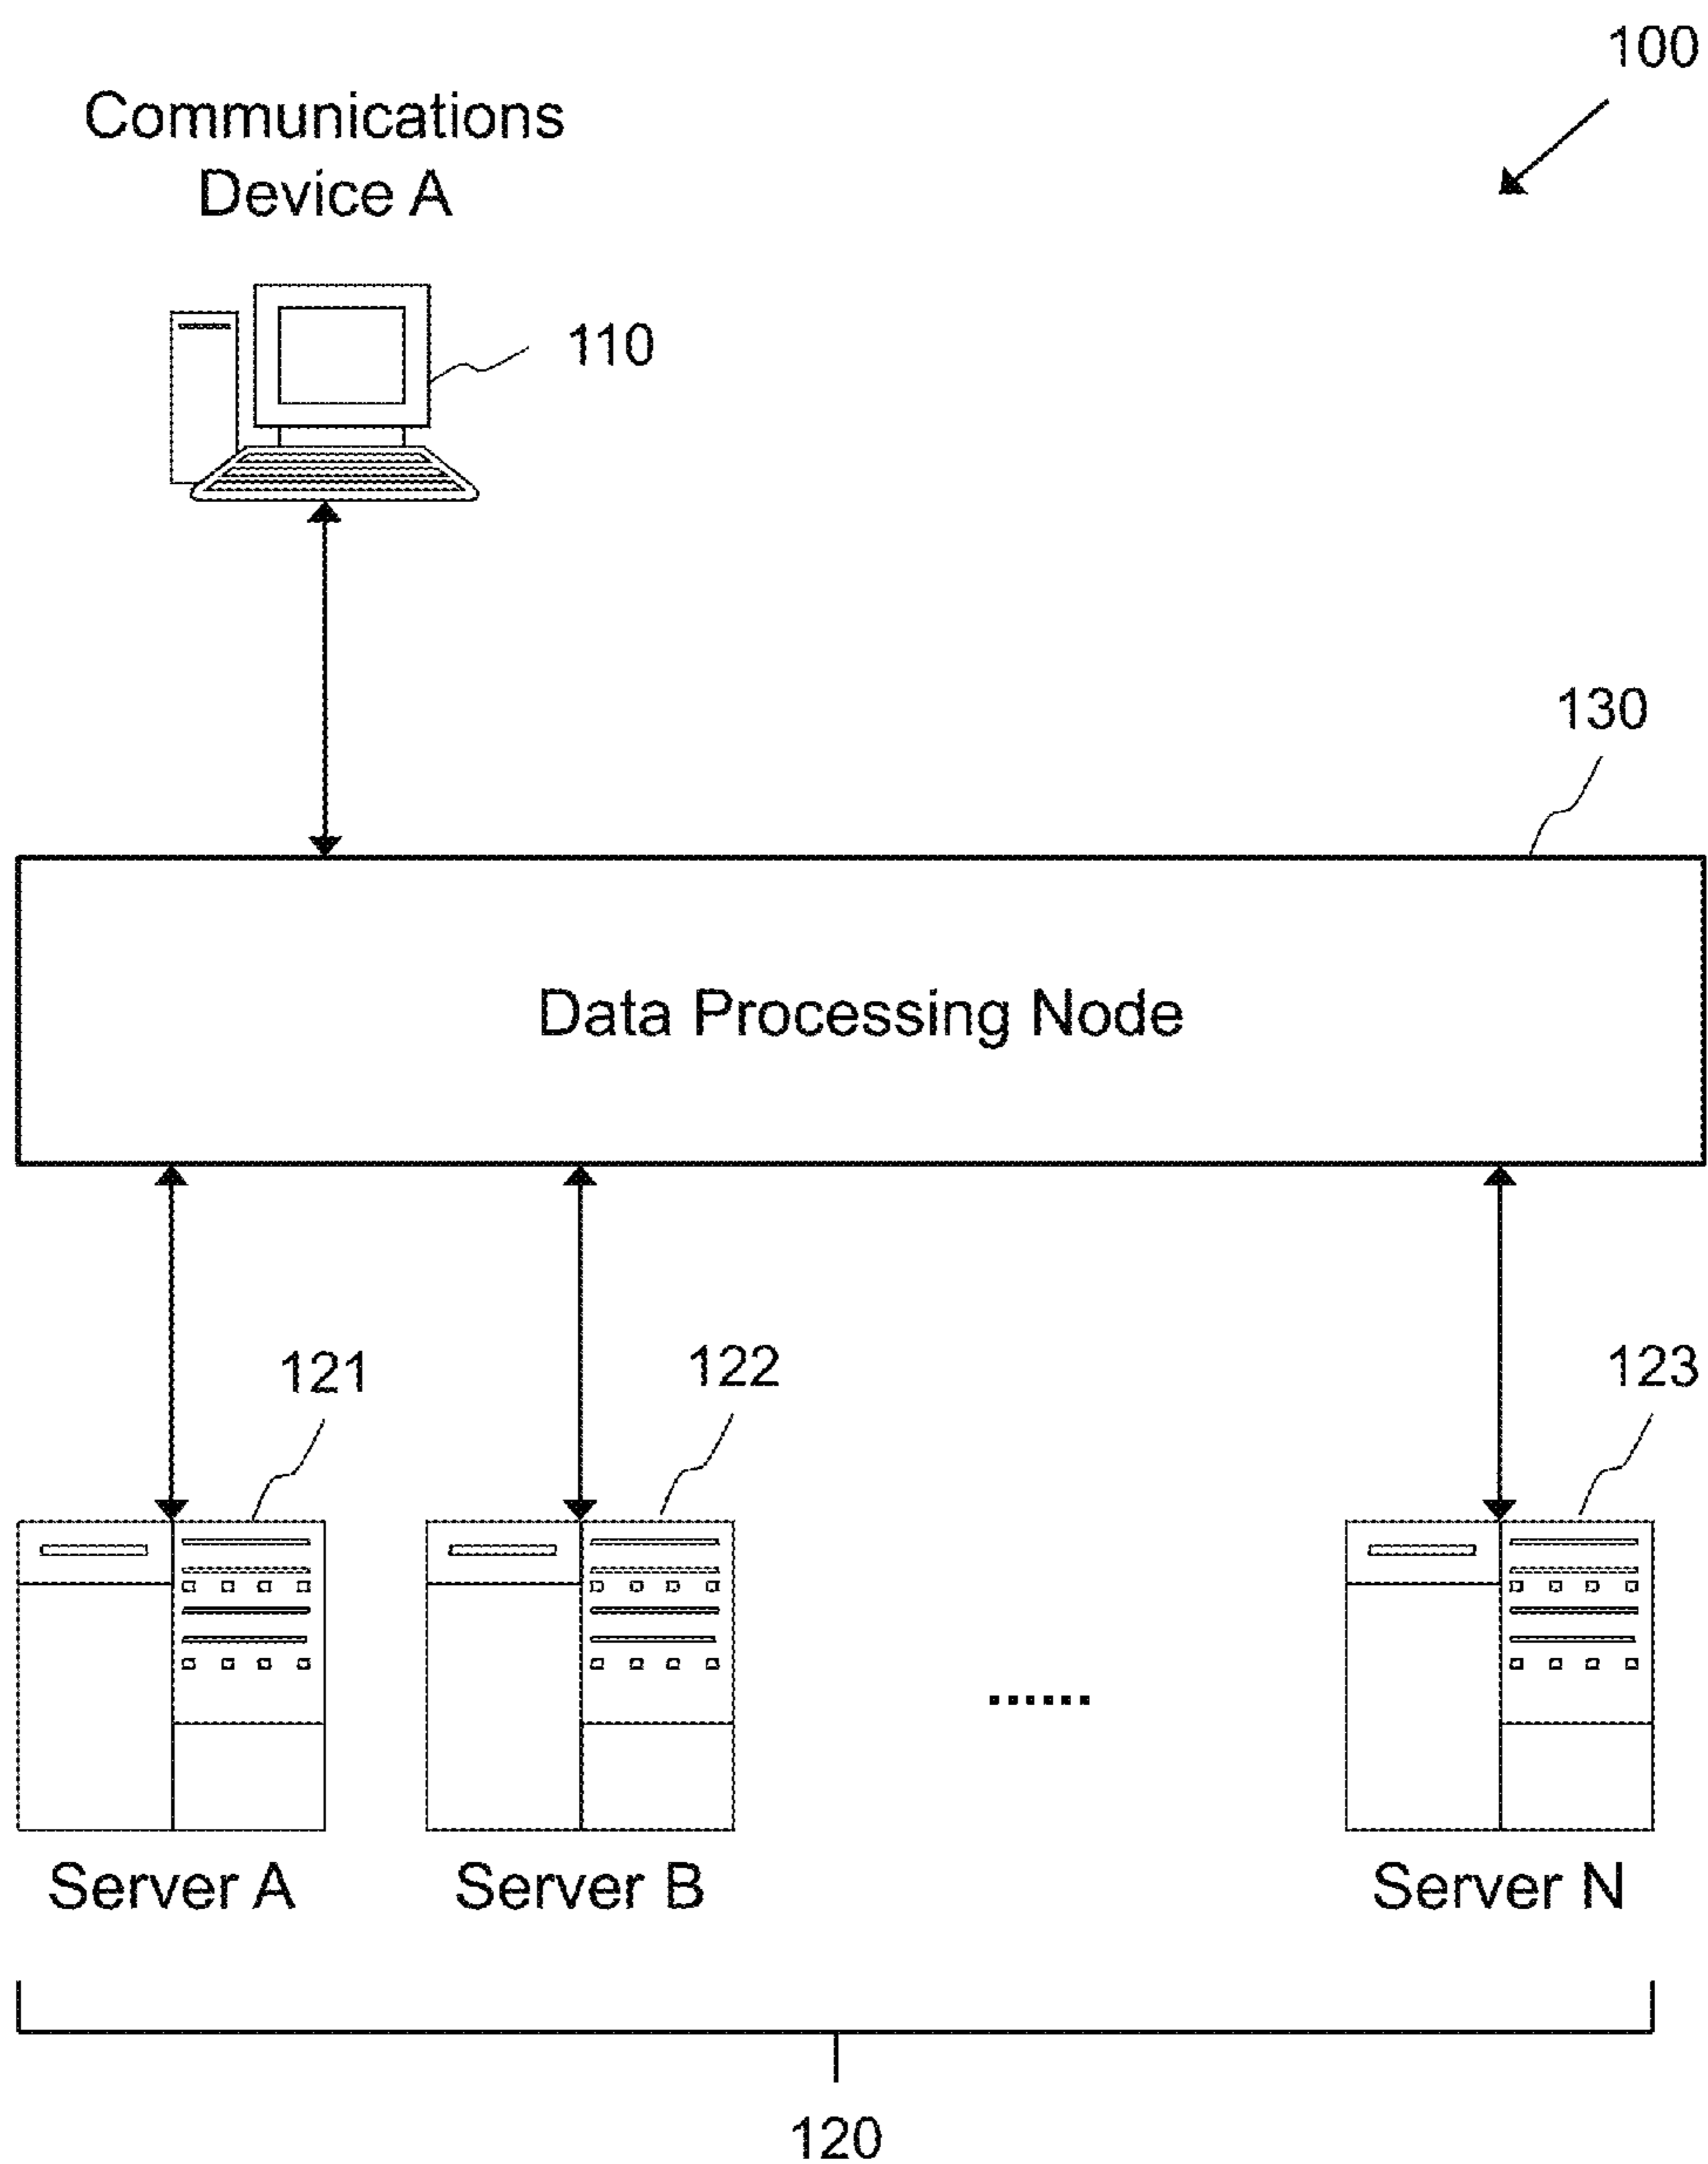 100
Communications
Device A
110
130
Data Processing Node
121
122
123
......
Server A
Server B
Server N
120